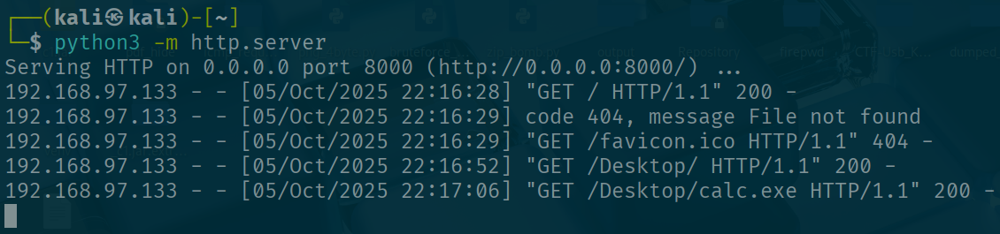 ┌──(kali㉿kali)-[~]
└─$ python3 -m http.server
Serving HTTP on 0.0.0.0 port 8000 (http://0.0.0.0:8000/) ...
192.168.97.133 - - [05/Oct/2025 22:16:28] "GET / HTTP/1.1" 200 -
192.168.97.133 - - [05/Oct/2025 22:16:29] code 404, message File not found
192.168.97.133 - - [05/Oct/2025 22:16:29] "GET /favicon.ico HTTP/1.1" 404 -
192.168.97.133 - - [05/Oct/2025 22:16:52] "GET /Desktop/ HTTP/1.1" 200 -
192.168.97.133 - - [05/Oct/2025 22:17:06] "GET /Desktop/calc.exe HTTP/1.1" 200 -